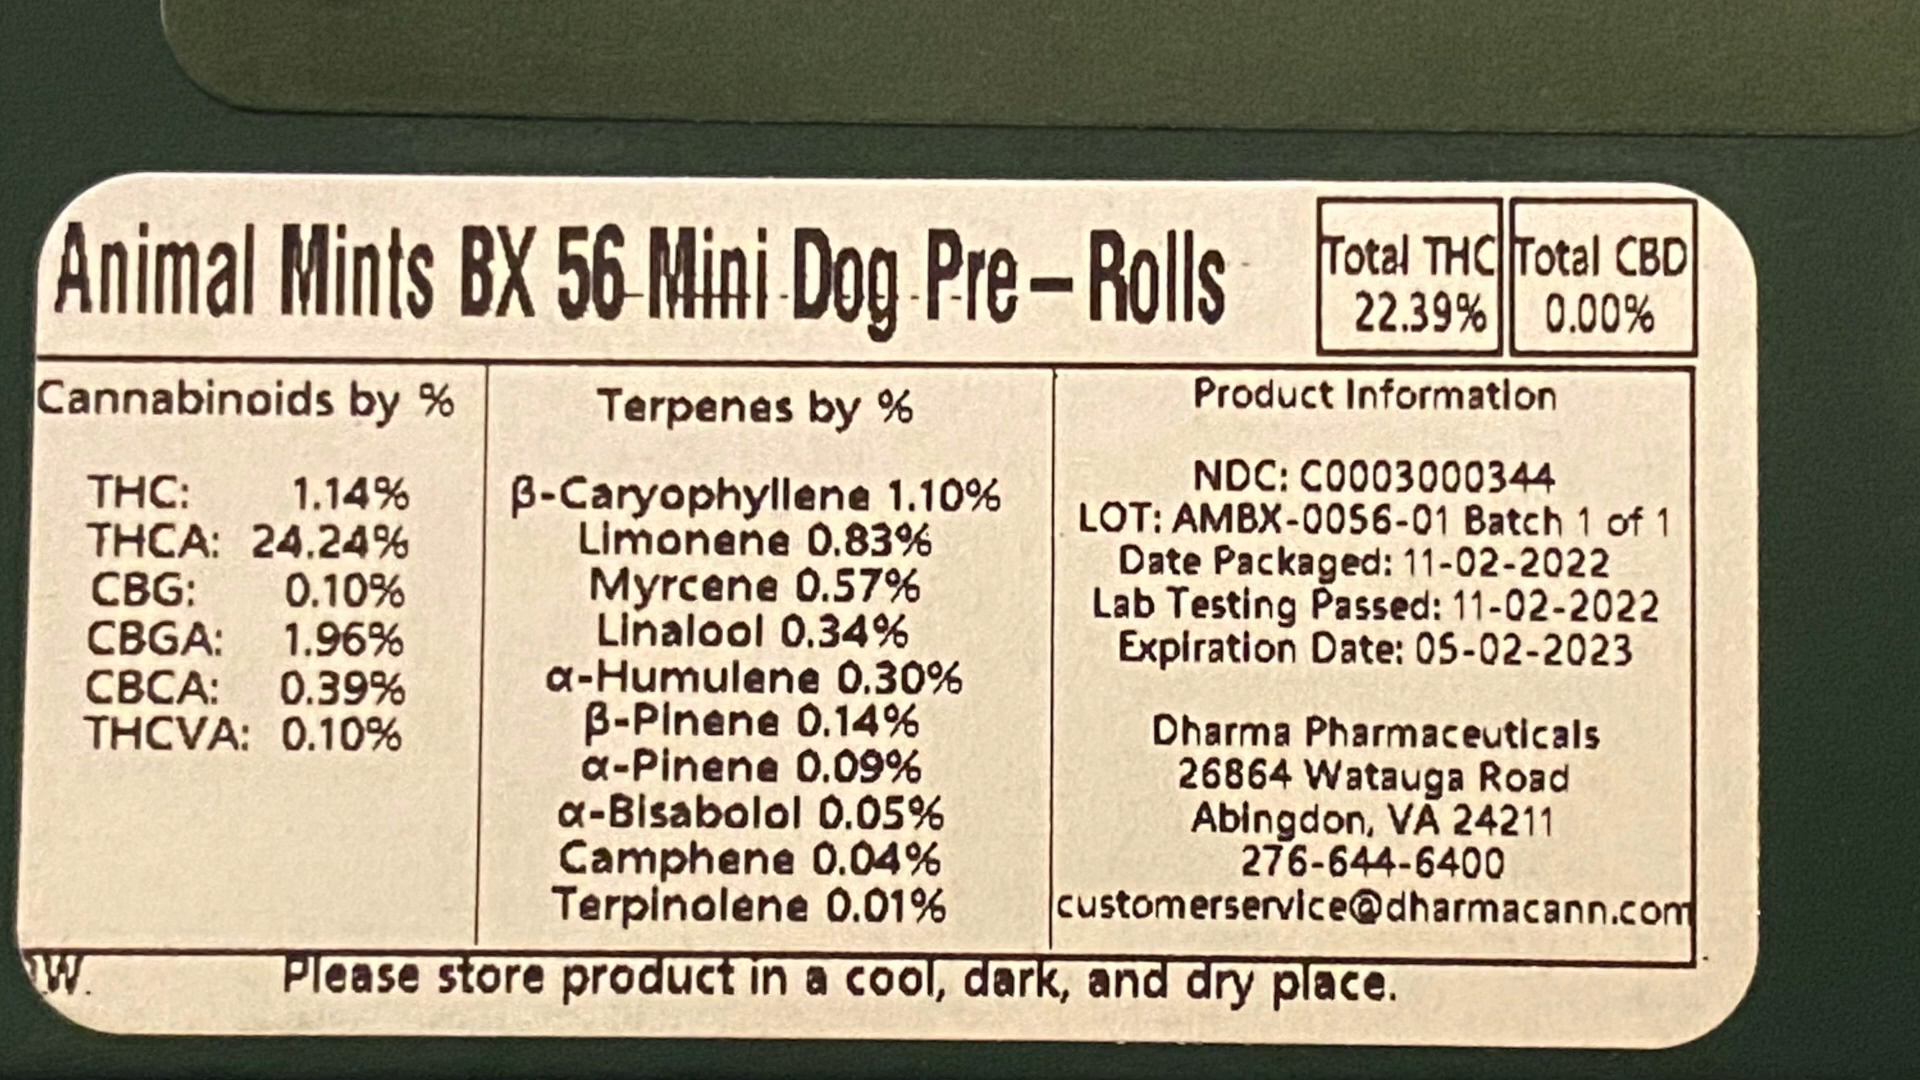 Animal Mints BX 56 Mini Dog Pre-Rolls
Total THC
22.39%
Total CBD
0.00%
Cannabinoids by %
THC: 1.14%
THCA: 24.24%
CBG: 0.10%
CBGA: 1.96%
CBCA: 0.39%
THCVA: 0.10%
Terpenes by %
β-Caryophyllene 1.10%
Limonene 0.83%
Myrcene 0.57%
Linalool 0.34%
α-Humulene 0.30%
β-Pinene 0.14%
α-Pinene 0.09%
α-Bisabolol 0.05%
Camphene 0.04%
Terpinolene 0.01%
Product Information
NDC: C0003000344
LOT: AMBX-0056-01 Batch 1 of 1
Date Packaged: 11-02-2022
Lab Testing Passed: 11-02-2022
Expiration Date: 05-02-2023
Dharma Pharmaceuticals
26864 Watauga Road
Abingdon, VA 24211
276-644-6400
customerservice@dharmacann.com
Please store product in a cool, dark, and dry place.